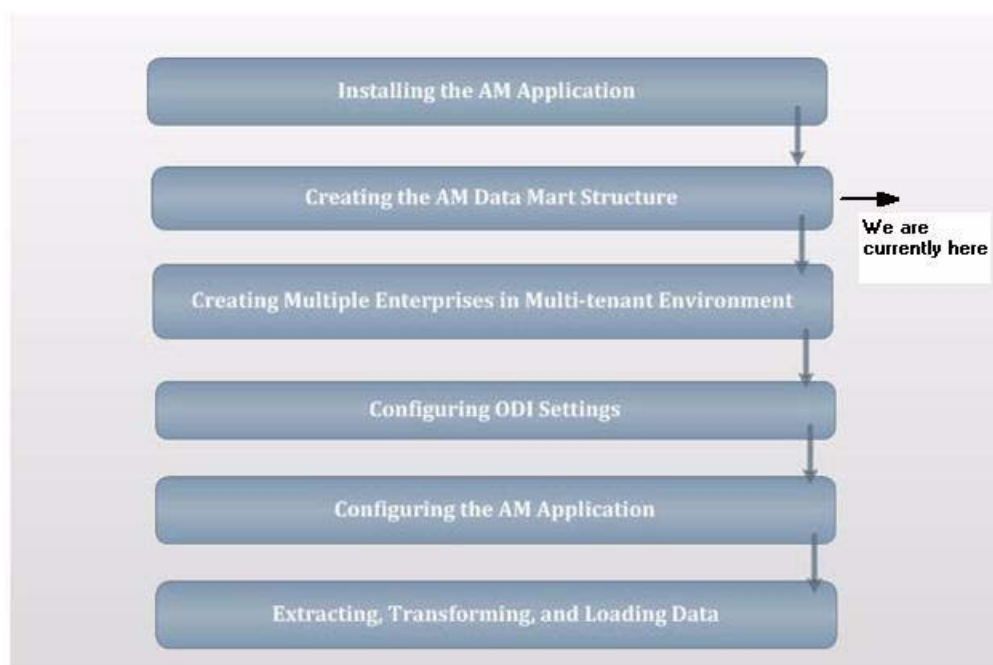 Installing the AM Application
Creating the AM Data Mart Structure
We are
currently here
Creating Multiple Enterprises in Multi-tenant Environment
Configuring ODI Settings
Configuring the AM Application
Extracting, Transforming, and Loading Data